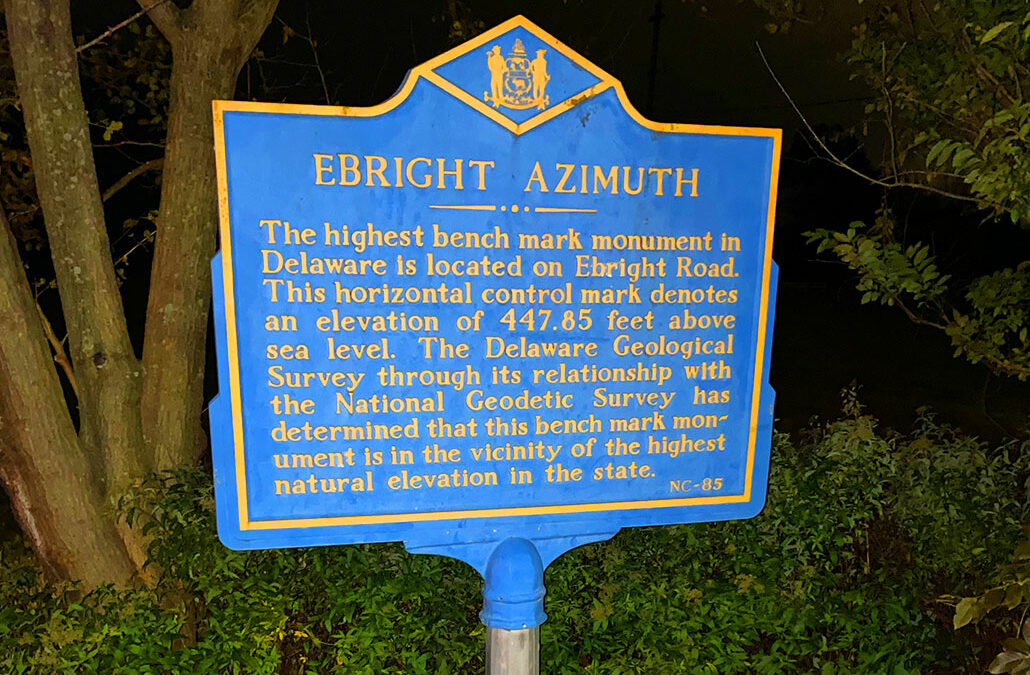 EBRIGHT AZIMUTH
The highest bench mark monument in
Delaware is located on Ebright Road.
This horizontal control mark denotes
an elevation of 447.85 feet above
sea level. The Delaware Geological
Survey through its relationship with
the National Geodetic Survey has
determined that this bench mark mon-
ument is in the vicinity of the highest
natural elevation in the state.
NC-85